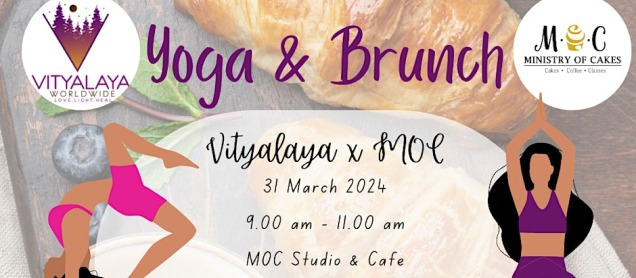 Yoga & Brunch
VITYALAYA
WORLDWIDE
LOVE.LIGHT.HEAL
M·C
MINISTRY OF CAKES
Cakes • Coffee • Classes
Vityalaya x MOC
31 March 2024
9.00 am - 11.00 am
MOC Studio & Cafe